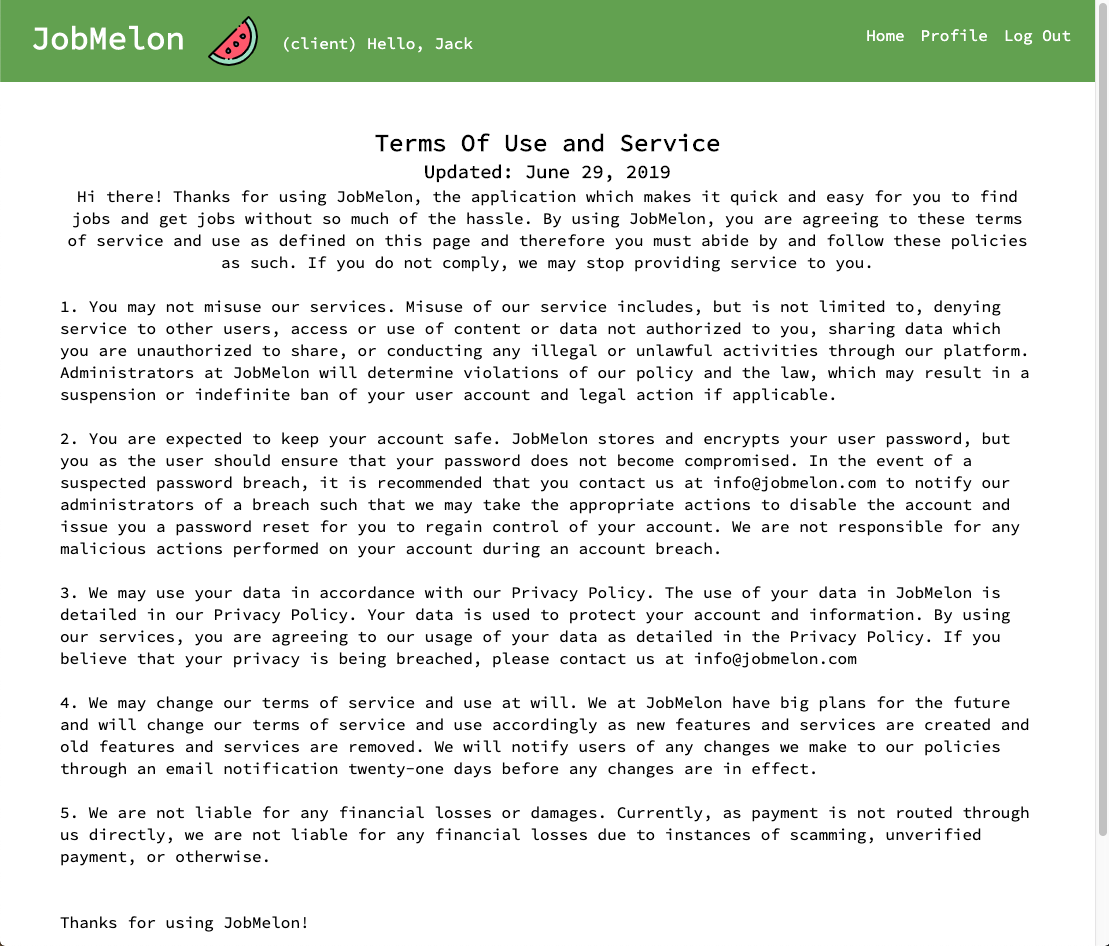 JobMelon (client) Hello, Jack Home Profile Log Out
Terms Of Use and Service
Updated: June 29, 2019
Hi there! Thanks for using JobMelon, the application which makes it quick and easy for you to find
jobs and get jobs without so much of the hassle. By using JobMelon, you are agreeing to these terms
of service and use as defined on this page and therefore you must abide by and follow these policies
as such. If you do not comply, we may stop providing service to you.
1. You may not misuse our services. Misuse of our service includes, but is not limited to, denying
service to other users, access or use of content or data not authorized to you, sharing data which
you are unauthorized to share, or conducting any illegal or unlawful activities through our platform.
Administrators at JobMelon will determine violations of our policy and the law, which may result in a
suspension or indefinite ban of your user account and legal action if applicable.
2. You are expected to keep your account safe. JobMelon stores and encrypts your user password, but
you as the user should ensure that your password does not become compromised. In the event of a
suspected password breach, it is recommended that you contact us at info@jobmelon.com to notify our
administrators of a breach such that we may take the appropriate actions to disable the account and
issue you a password reset for you to regain control of your account. We are not responsible for any
malicious actions performed on your account during an account breach.
3. We may use your data in accordance with our Privacy Policy. The use of your data in JobMelon is
detailed in our Privacy Policy. Your data is used to protect your account and information. By using
our services, you are agreeing to our usage of your data as detailed in the Privacy Policy. If you
believe that your privacy is being breached, please contact us at info@jobmelon.com
4. We may change our terms of service and use at will. We at JobMelon have big plans for the future
and will change our terms of service and use accordingly as new features and services are created and
old features and services are removed. We will notify users of any changes we make to our policies
through an email notification twenty-one days before any changes are in effect.
5. We are not liable for any financial losses or damages. Currently, as payment is not routed through
us directly, we are not liable for any financial losses due to instances of scamming, unverified
payment, or otherwise.
Thanks for using JobMelon!